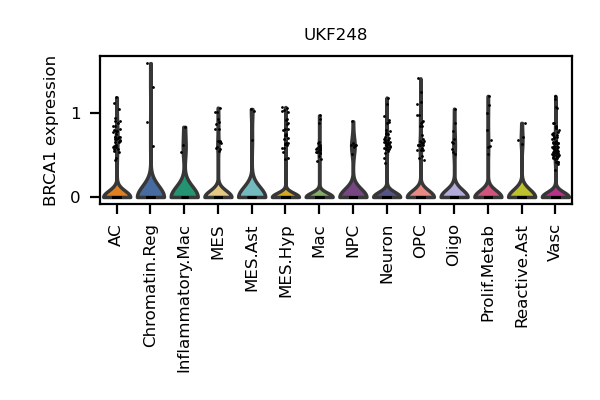 UKF248
BRCA1 expression
1
0
AC
Chromatin.Reg
Inflammatory.Mac
MES
MES.Ast
MES.Hyp
Mac
NPC
Neuron
OPC
Oligo
Prolif.Metab
Reactive.Ast
Vasc